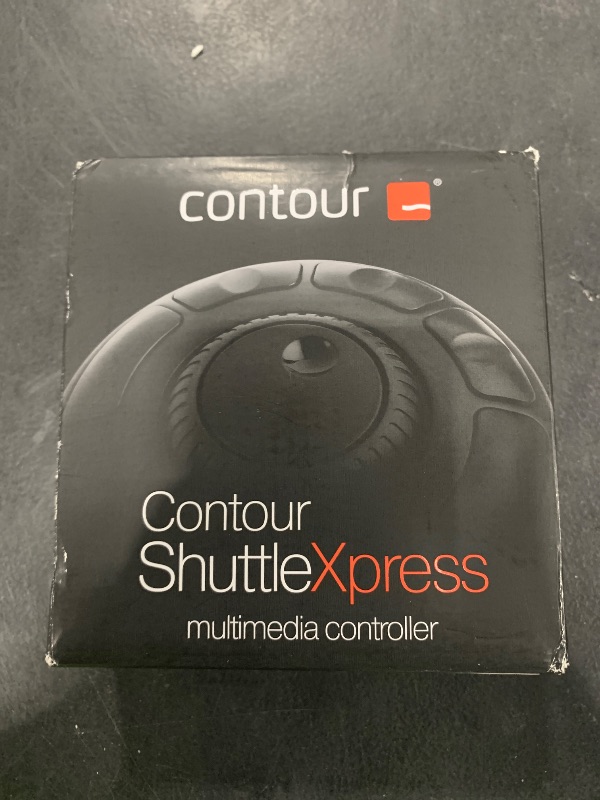 contour ®
Contour
ShuttleXpress
multimedia controller